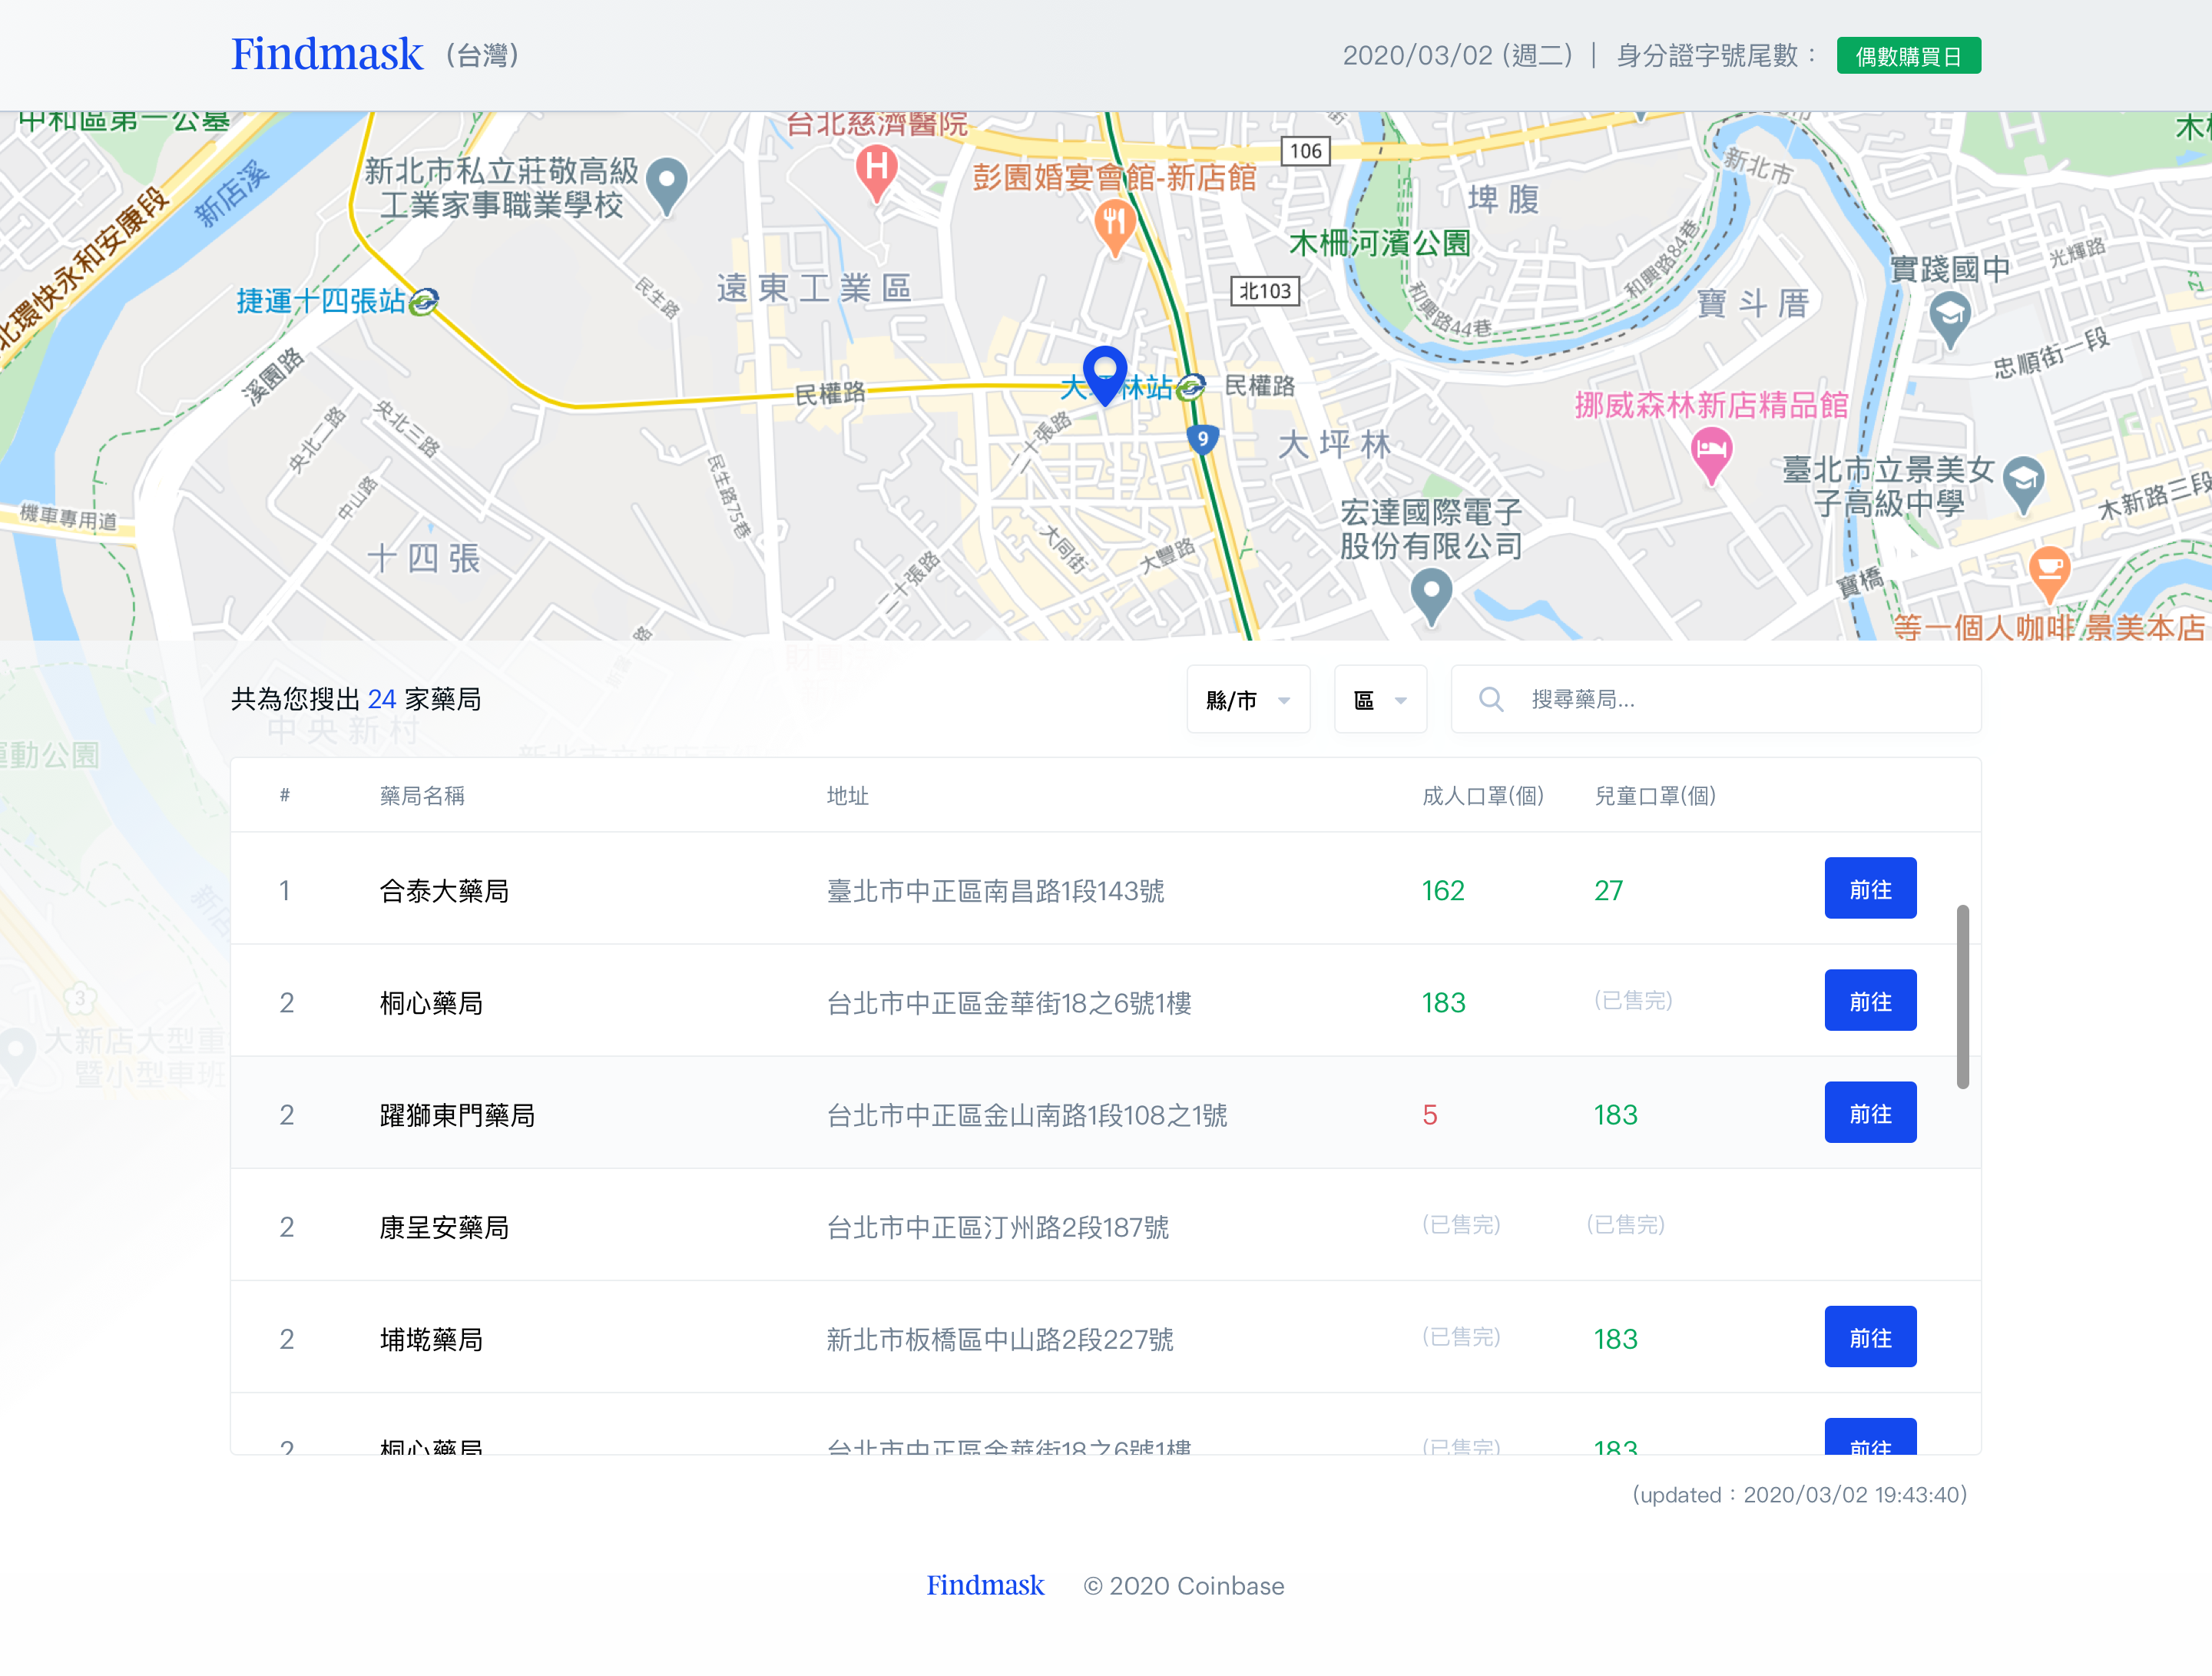 Findmask (台灣)
2020/03/02 (週二) | 身分證字號尾數： 偶數購買日
中和區第一公墓
台北慈濟醫院
106
新店溪
新北市私立莊敬高級
工業家事職業學校
彭園婚宴會館-新店館
埤腹
新北市
北環快永和安康段
木柵河濱公園
和興路84巷
實踐國中
光輝路
捷運十四張站
民生路
遠東工業區
北103
和興路44巷
寶斗厝
忠順街一段
溪園路
民權路
民權路
挪威森林新店精品館
央北二路
央北三路
二十張路
9
大坪林
中山路
民生路75巷
臺北市立景美女
子高級中學
木新路三段
機車專用道
宏達國際電子
股份有限公司
十四張
大同街
大豐路
二十張路
寶橋
等一個人咖啡 景美本店
共為您搜出 24 家藥局
縣/市
區
搜尋藥局...
中央新村
運動公園
3
大新店大型重
暨小型車班
# 藥局名稱 地址 成人口罩(個) 兒童口罩(個)
1 合泰大藥局 臺北市中正區南昌路1段143號 162 27 前往
2 桐心藥局 台北市中正區金華街18之6號1樓 183 (已售完) 前往
2 躍獅東門藥局 台北市中正區金山南路1段108之1號 5 183 前往
2 康呈安藥局 台北市中正區汀州路2段187號 (已售完) (已售完)
2 埔墘藥局 新北市板橋區中山路2段227號 (已售完) 183 前往
2 桐心藥局 台北市中正區金華街18之6號1樓 (已售完) 183 前往
(updated：2020/03/02 19:43:40)
Findmask © 2020 Coinbase